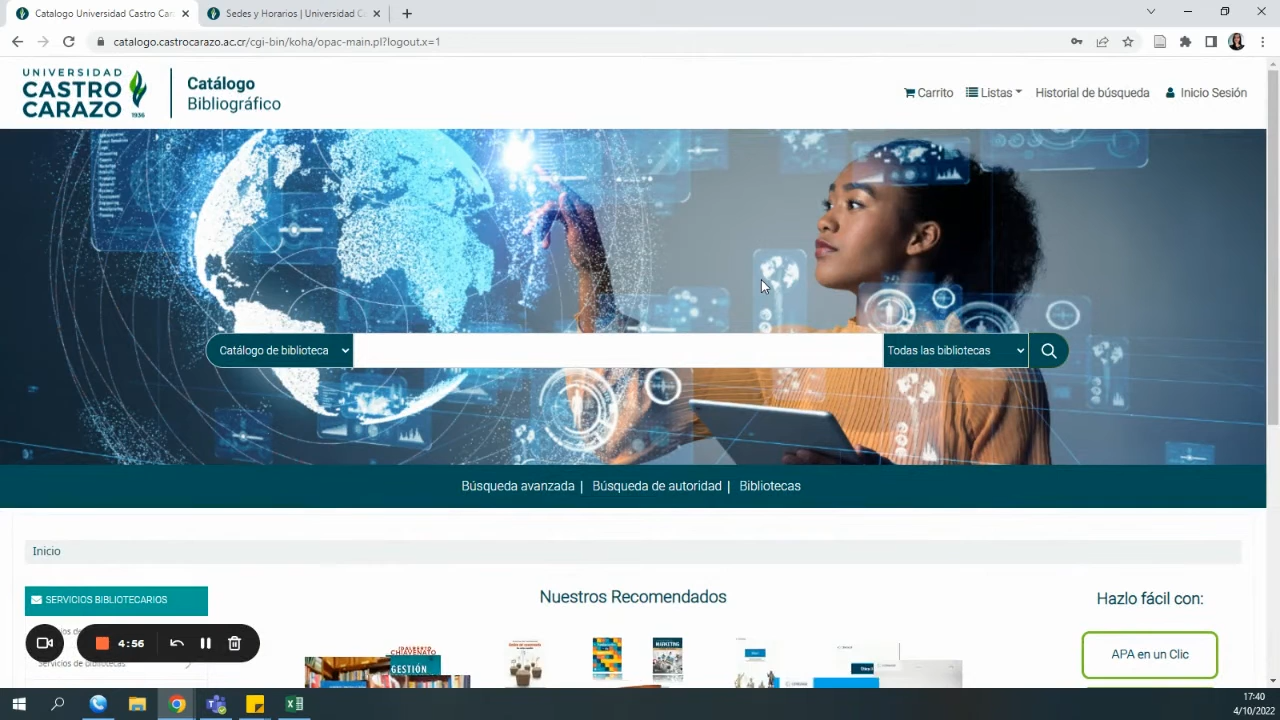 Catalogo Universidad Castro Car
Sedes y Horarios | Universidad C
catalogo.castrocarazo.ac.cr/cgi-bin/koha/opac-main.pl?logout.x=1
UNIVERSIDAD
CASTRO
CARAZO
1936
Catálogo
Bibliográfico
Carrito
Listas
Historial de búsqueda
Inicio Sesión
Catálogo de biblioteca
Todas las bibliotecas
Búsqueda avanzada | Búsqueda de autoridad | Bibliotecas
Inicio
SERVICIOS BIBLIOTECARIOS
Nuestros Recomendados
Hazlo fácil con:
4:56
Servicios de bibliotecas
GESTIÓN
MARKETING
APA en un Clic
17:40
4/10/2022